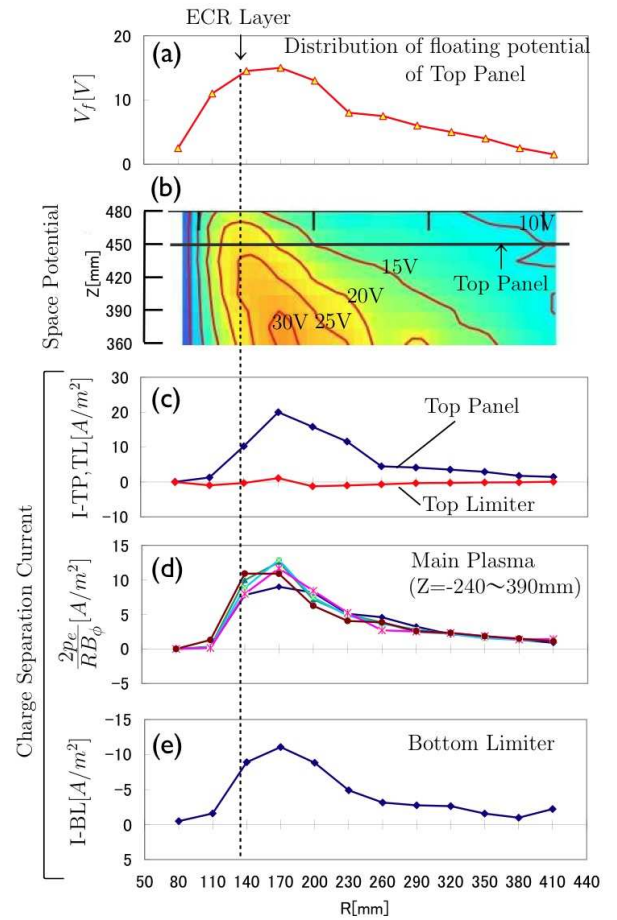 ECR Layer
(a)
Distribution of floating potential
of Top Panel
V_f[V]
20
10
0
(b)
Space Potential
Z[mm]
480
450
420
390
360
10V
15V
Top Panel
20V
30V 25V
Charge Separation Current
(c)
I-TP,TL[A/m²]
30
20
10
0
-10
Top Panel
Top Limiter
(d)
2p_e/RB_ϕ[A/m²]
15
10
5
0
-5
Main Plasma
(Z=-240～390mm)
(e)
I-BL[A/m²]
-15
-10
-5
0
5
Bottom Limiter
50 80 110 140 170 200 230 260 290 320 350 380 410 440
R[mm]